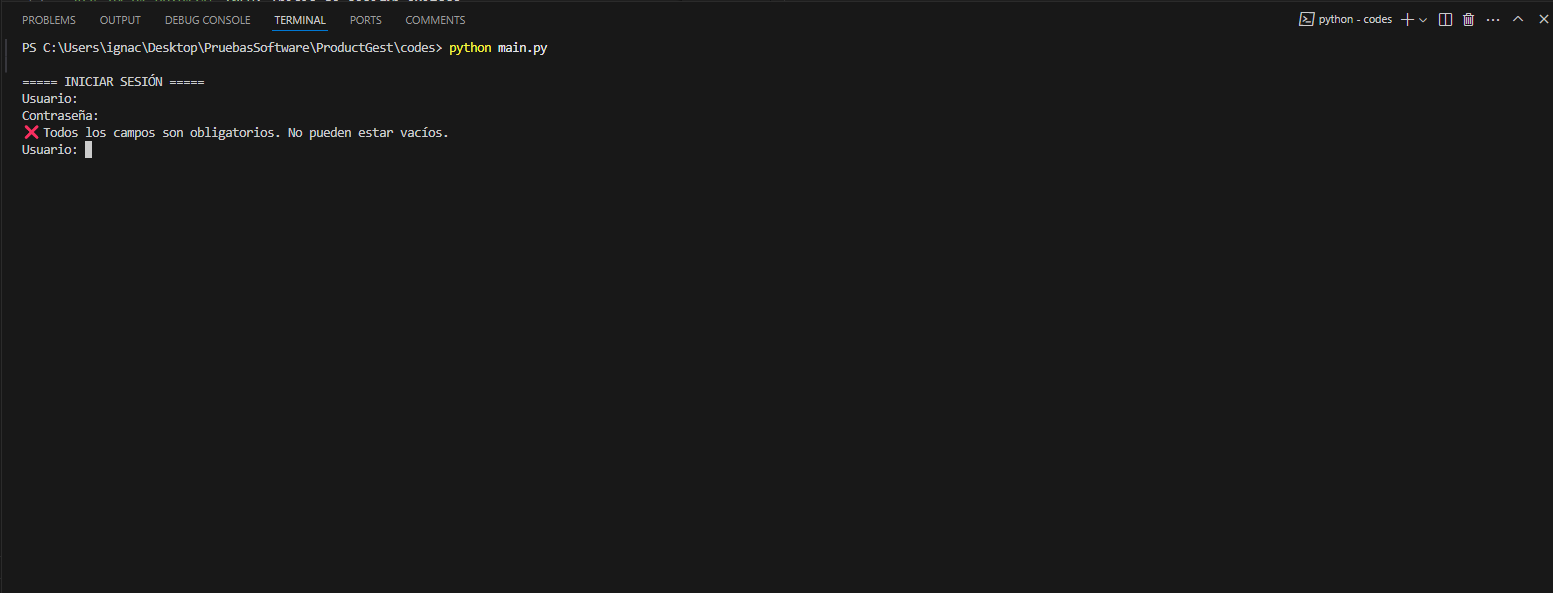 PROBLEMS OUTPUT DEBUG CONSOLE TERMINAL PORTS COMMENTS python - codes
PS C:\Users\ignac\Desktop\PruebasSoftware\ProductGest\codes> python main.py
===== INICIAR SESIÓN =====
Usuario:
Contraseña:
❌ Todos los campos son obligatorios. No pueden estar vacíos.
Usuario: